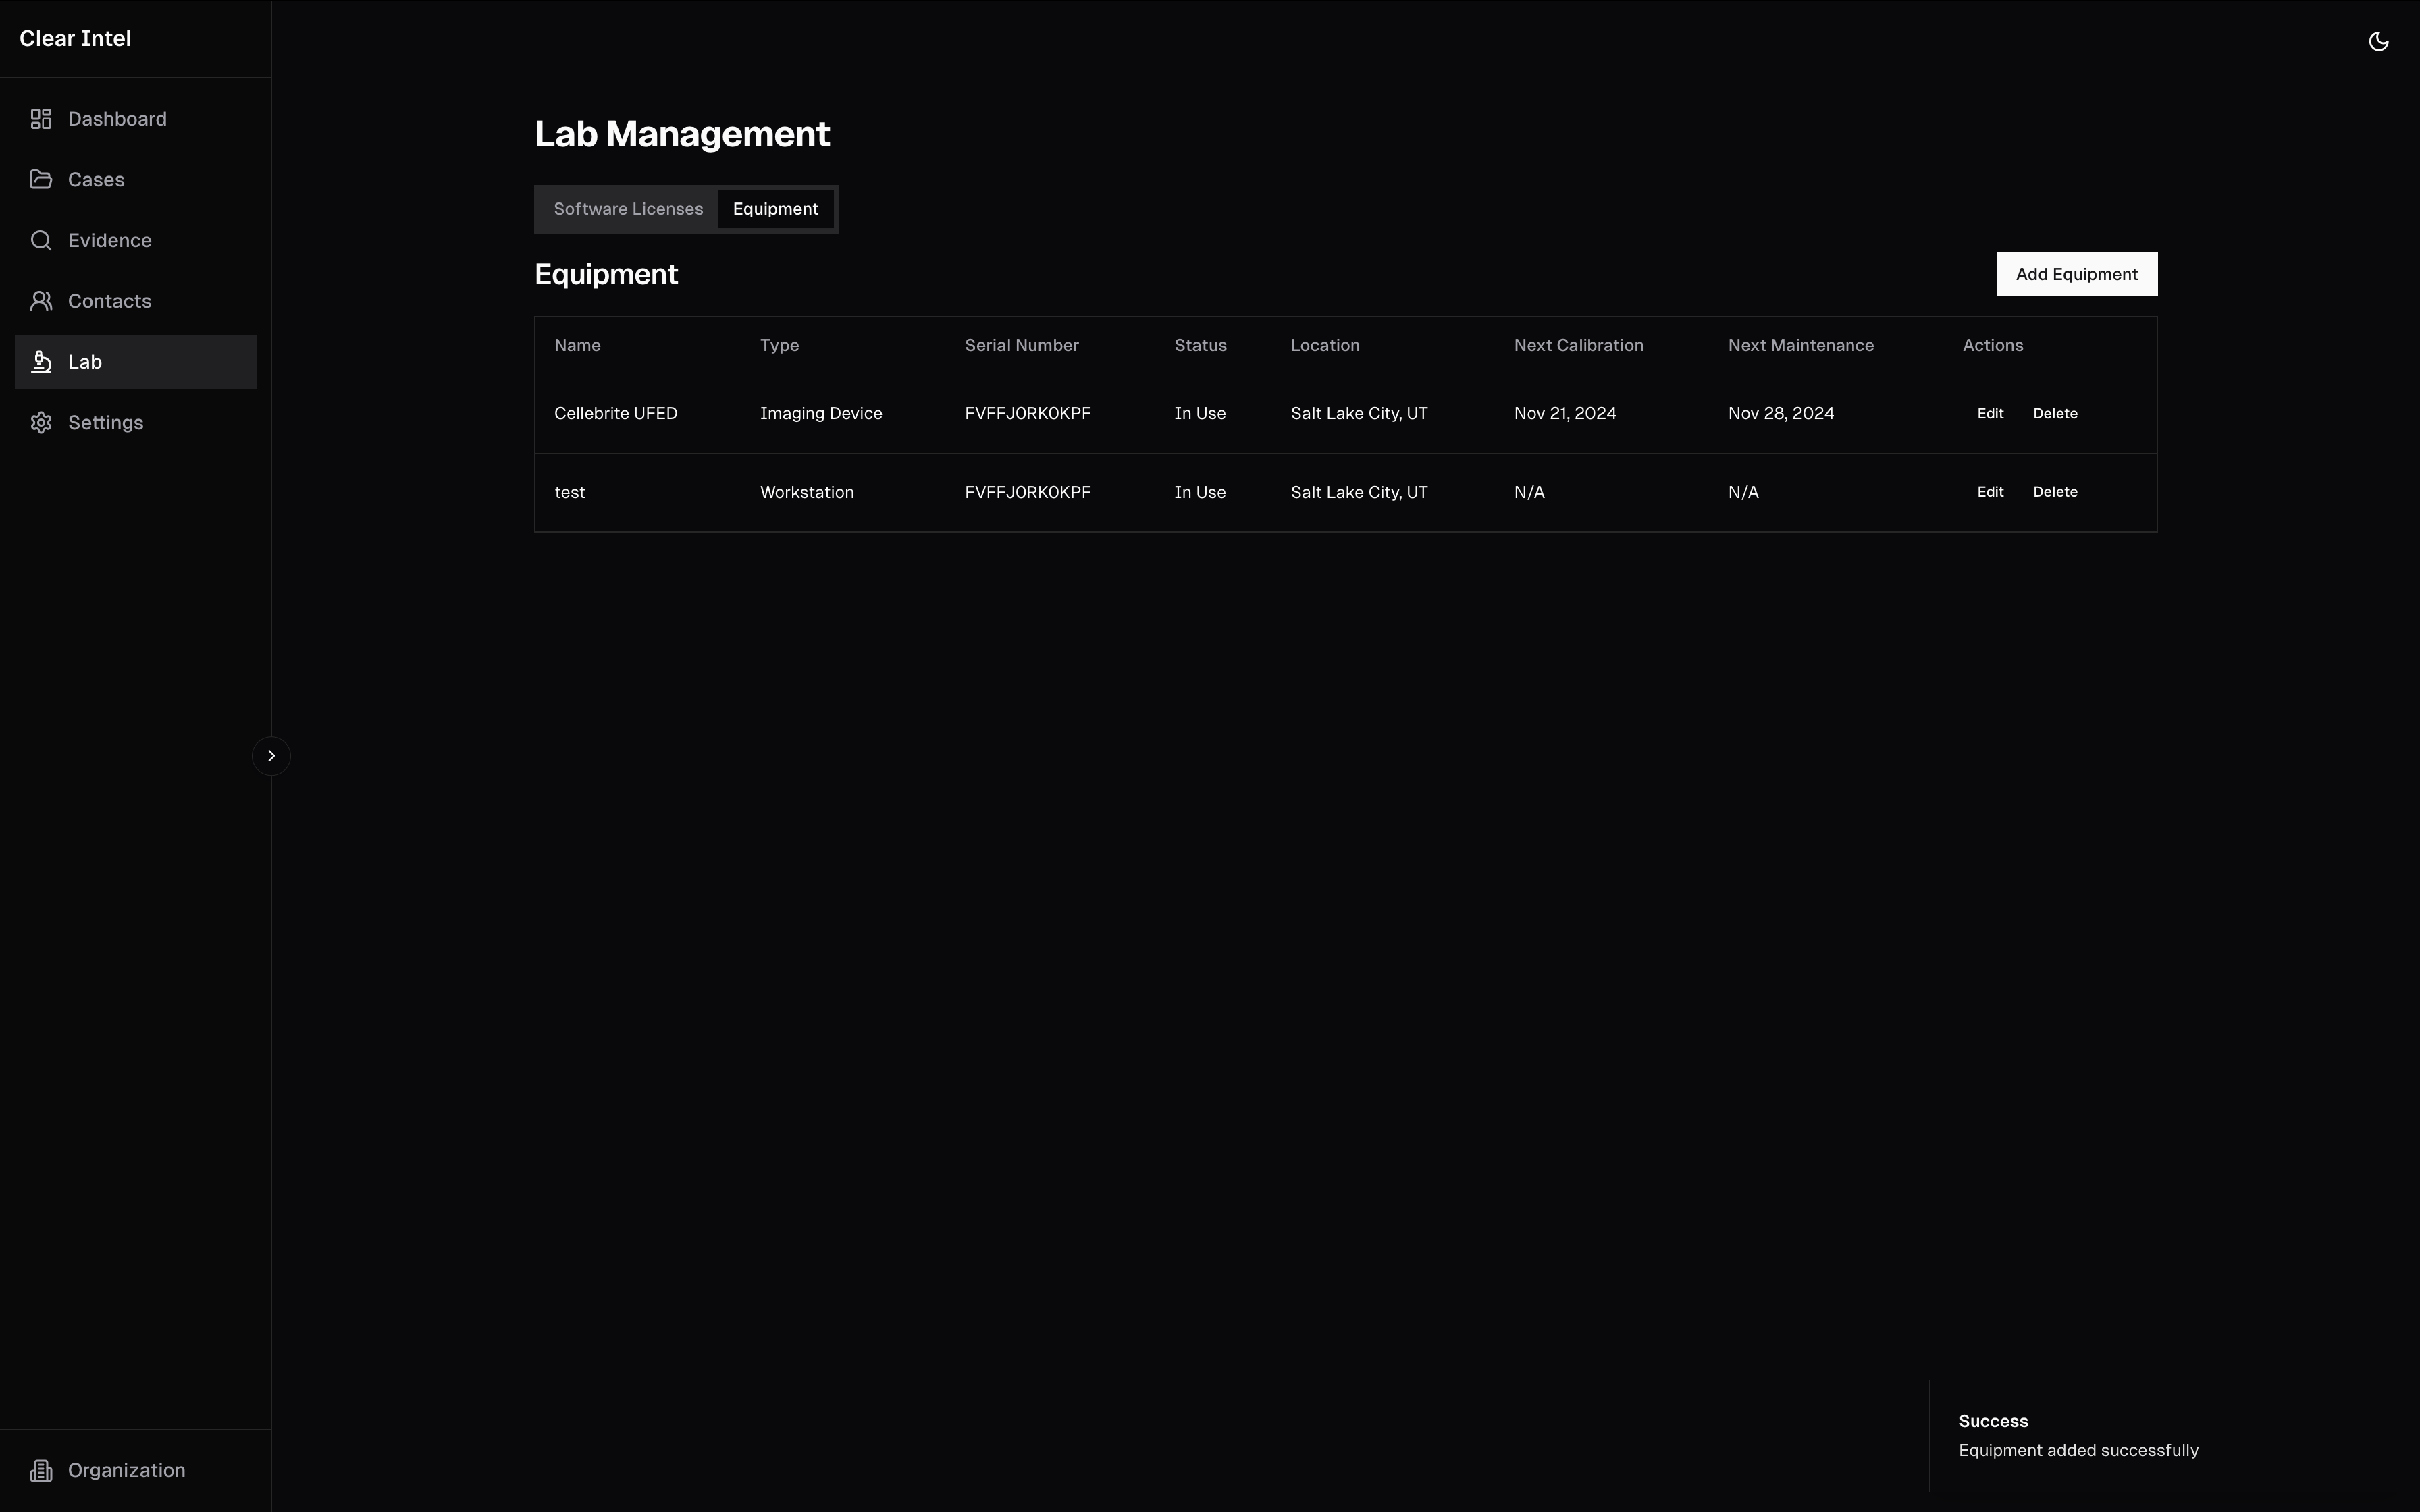 Clear Intel
Dashboard
Cases
Evidence
Contacts
Lab
Settings
Organization
Lab Management
Software Licenses Equipment
Equipment
Add Equipment
Name Type Serial Number Status Location Next Calibration Next Maintenance Actions
Cellebrite UFED Imaging Device FVFFJ0RK0KPF In Use Salt Lake City, UT Nov 21, 2024 Nov 28, 2024 Edit Delete
test Workstation FVFFJ0RK0KPF In Use Salt Lake City, UT N/A N/A Edit Delete
Success
Equipment added successfully